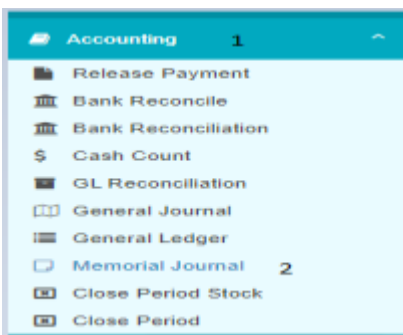 Accounting 1
Release Payment
Bank Reconcile
Bank Reconciliation
$ Cash Count
GL Reconciliation
General Journal
General Ledger
Memorial Journal 2
Close Period Stock
Close Period